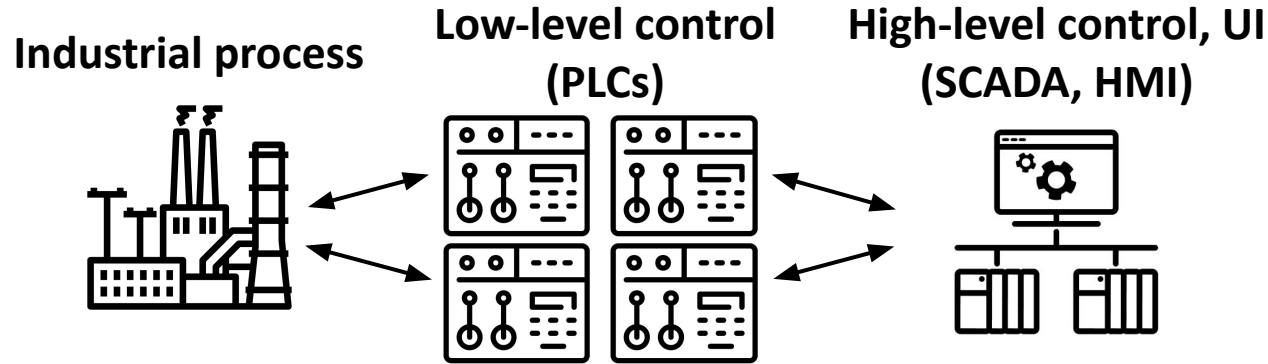 Industrial process
Low-level control
(PLCs)
High-level control, UI
(SCADA, HMI)